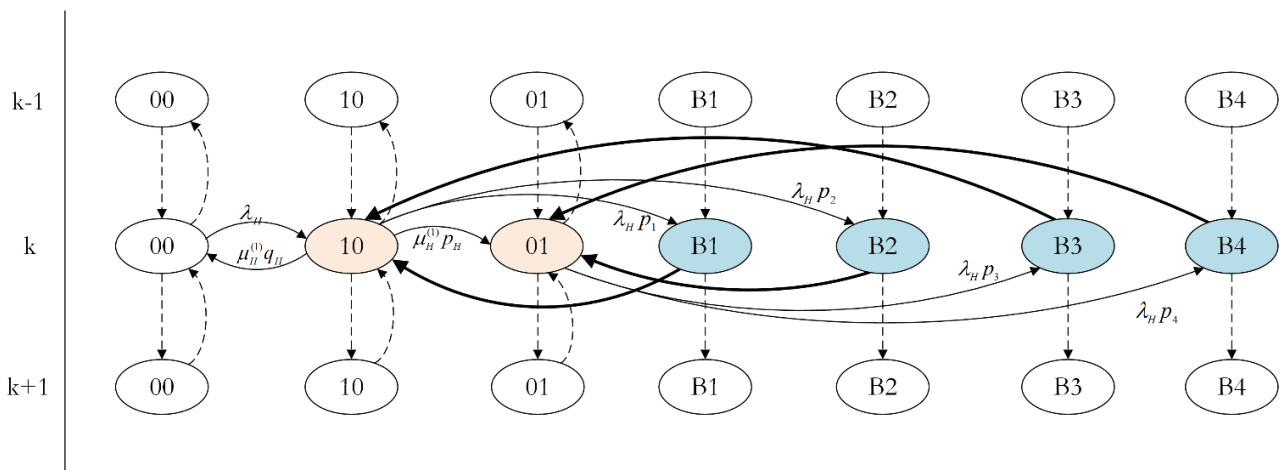 k-1 00 10 01 B1 B2 B3 B4
λ_H p_2
λ_H
λ_H p_1
μ_H^{(1)} p_H
k 00 10 01 B1 B2 B3 B4
μ_H^{(1)} q_H
λ_H p_3
λ_H p_4
k+1 00 10 01 B1 B2 B3 B4